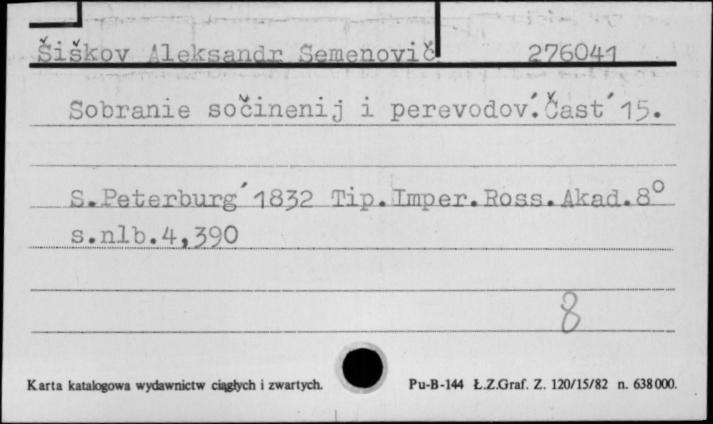 Šiškov Aleksandr Semenovič 276041
Sobranie sočinenij i perevodov´.Čast´ 15.
S.Peterburg´ 1832 Tip.Imper.Ross.Akad.8°
s.nlb.4,390
8
Karta katalogowa wydawnictw ciągłych i zwartych. Pu-B-144 Ł.Z.Graf. Z. 120/15/82 n. 638000.